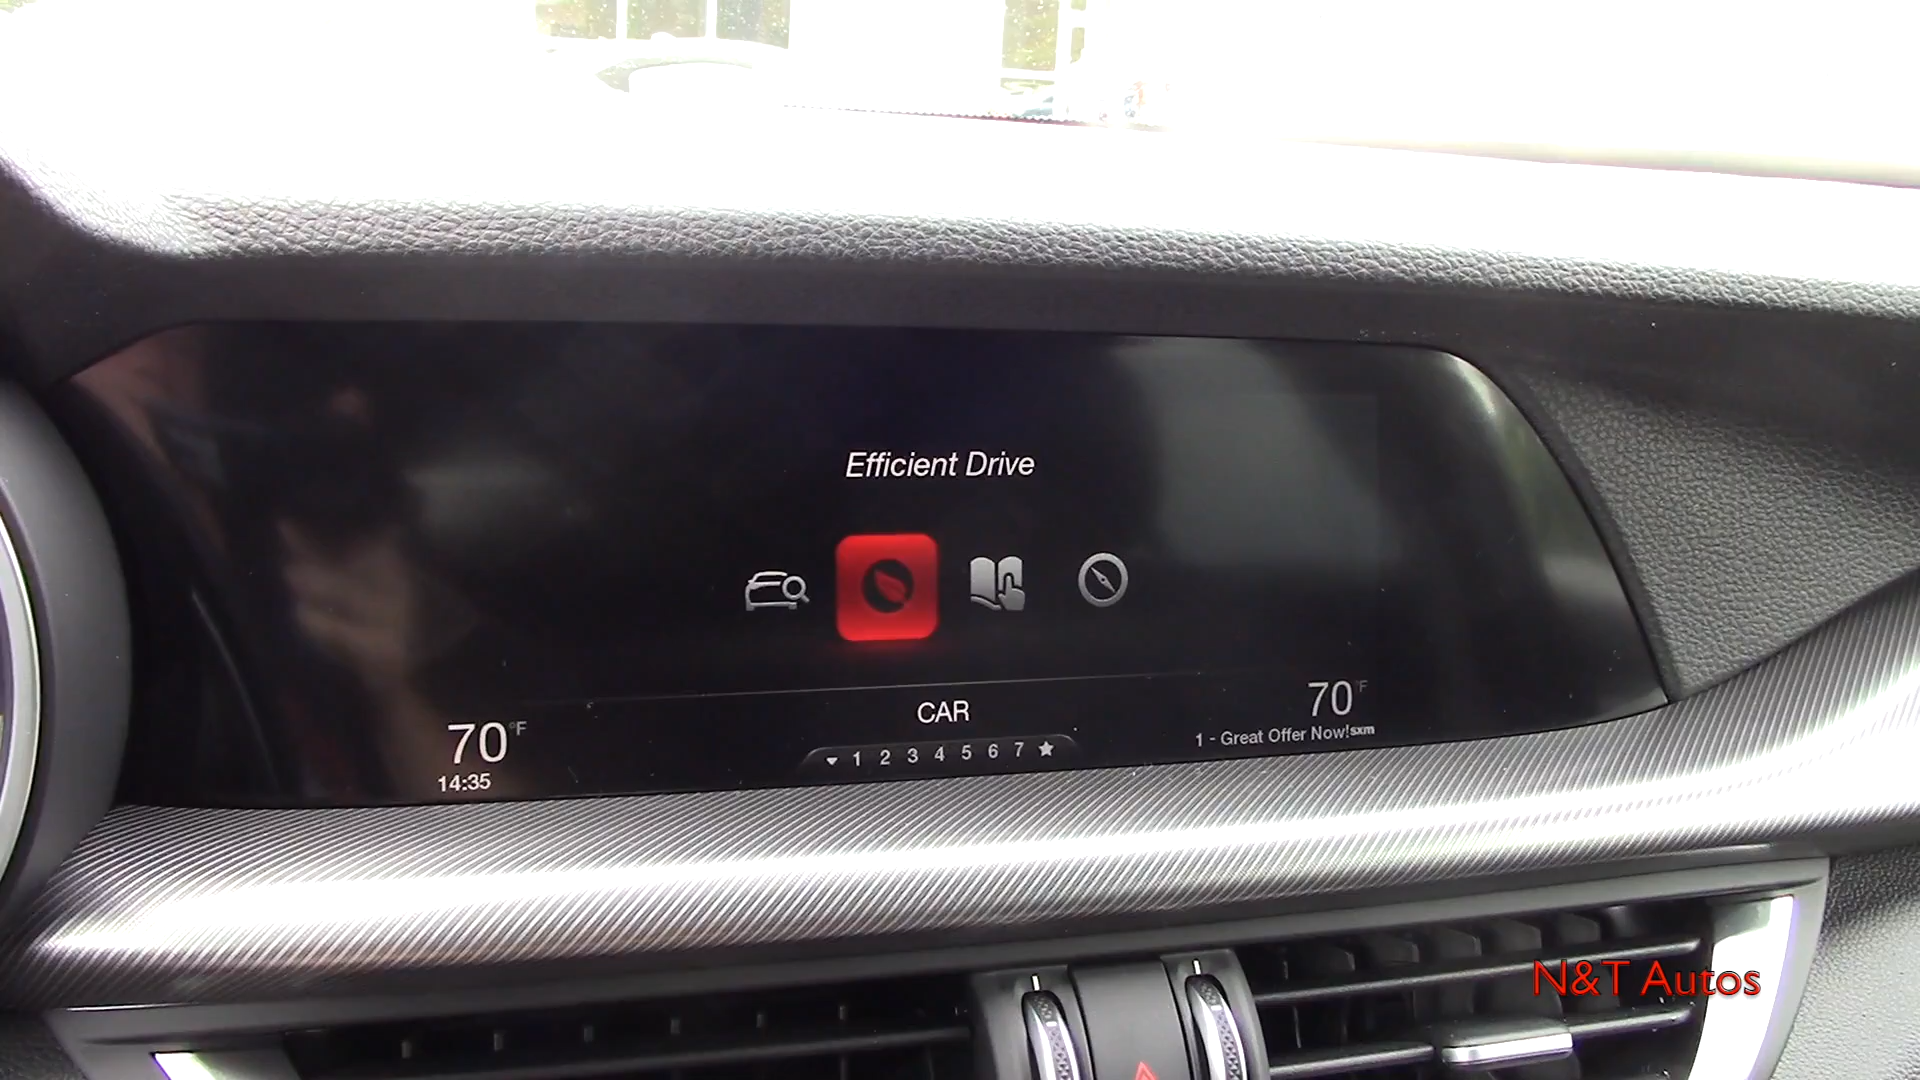 Efficient Drive
70°F
14:35
CAR
1 2 3 4 5 6 7
70°F
1 - Great Offer Now! sxm
N&T Autos